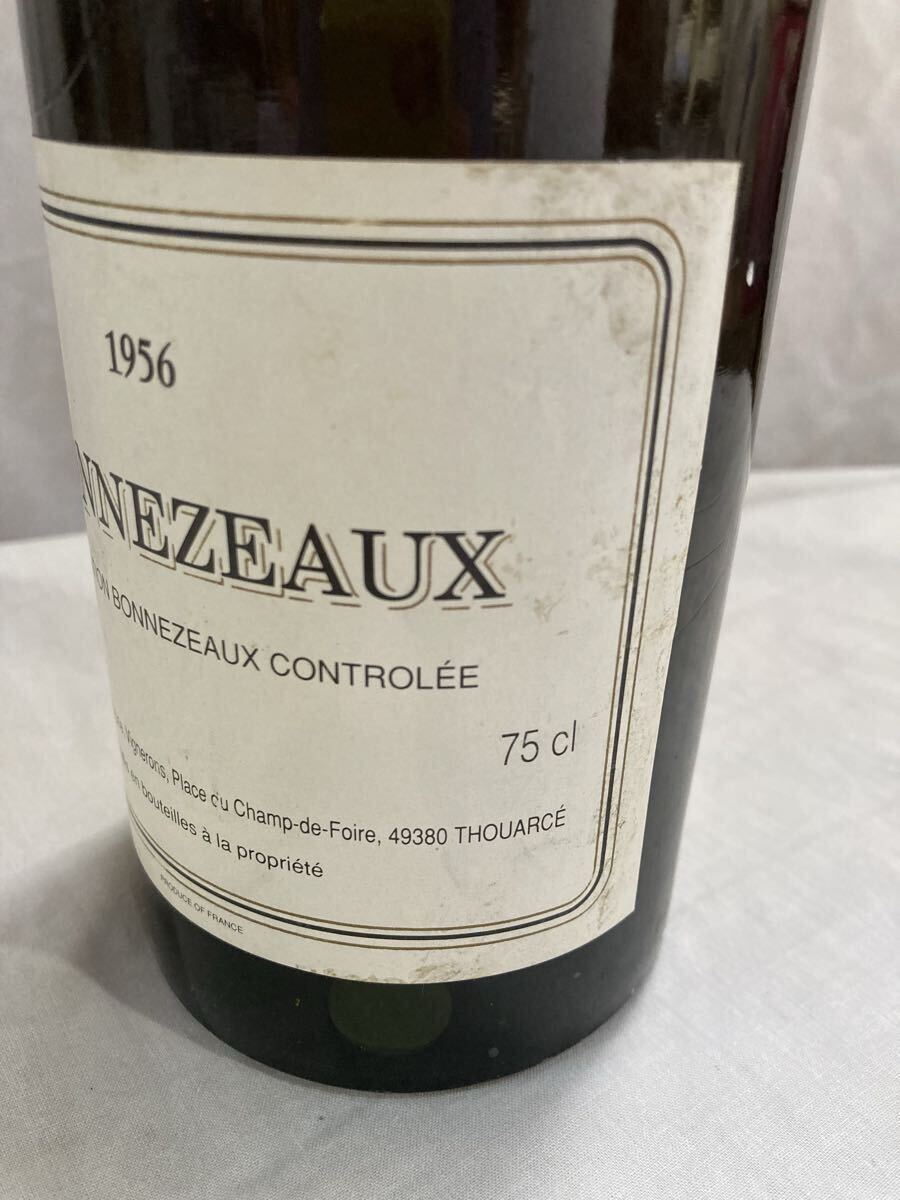 1956
NNEZEAUX
ON BONNEZEAUX CONTROLÉE
75 cl
Vignerons, Place du Champ-de-Foire, 49380 THOUARCÉ
en bouteilles à la propriété
PRODUCE OF FRANCE